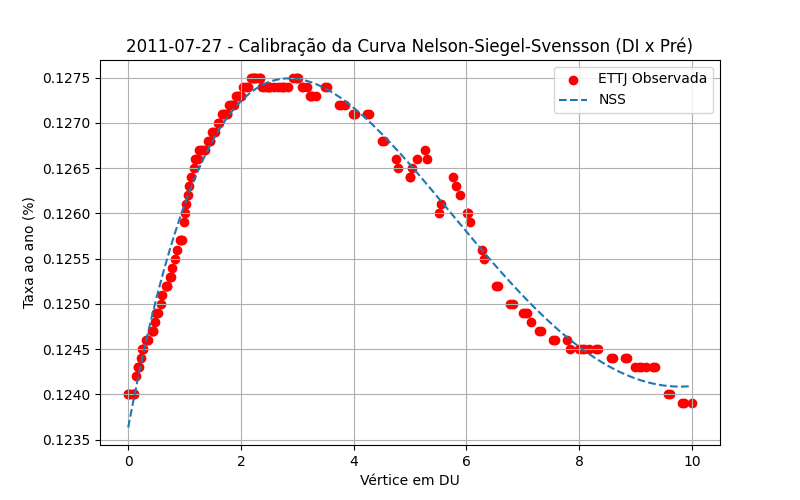 2011-07-27 - Calibração da Curva Nelson-Siegel-Svensson (DI x Pré)
ETTJ Observada
NSS
Taxa ao ano (%)
0.1275
0.1270
0.1265
0.1260
0.1255
0.1250
0.1245
0.1240
0.1235
0 2 4 6 8 10
Vértice em DU